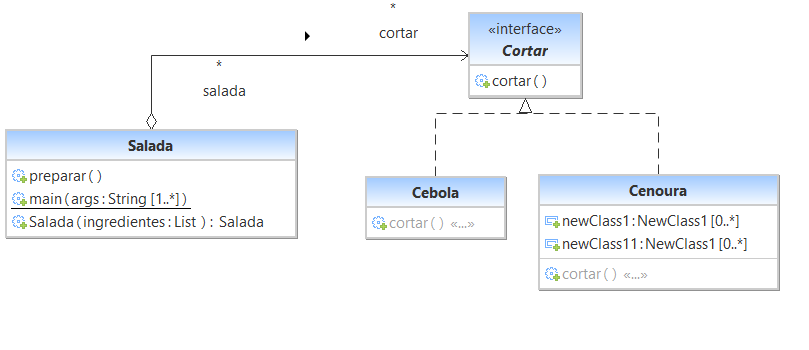 *
cortar
*
salada
«interface»
Cortar
cortar ( )
Salada
preparar ( )
main ( args : String [1..*] )
Salada ( ingredientes : List ) : Salada
Cebola
cortar ( ) «...»
Cenoura
newClass1 : NewClass1 [0..*]
newClass11 : NewClass1 [0..*]
cortar ( ) «...»